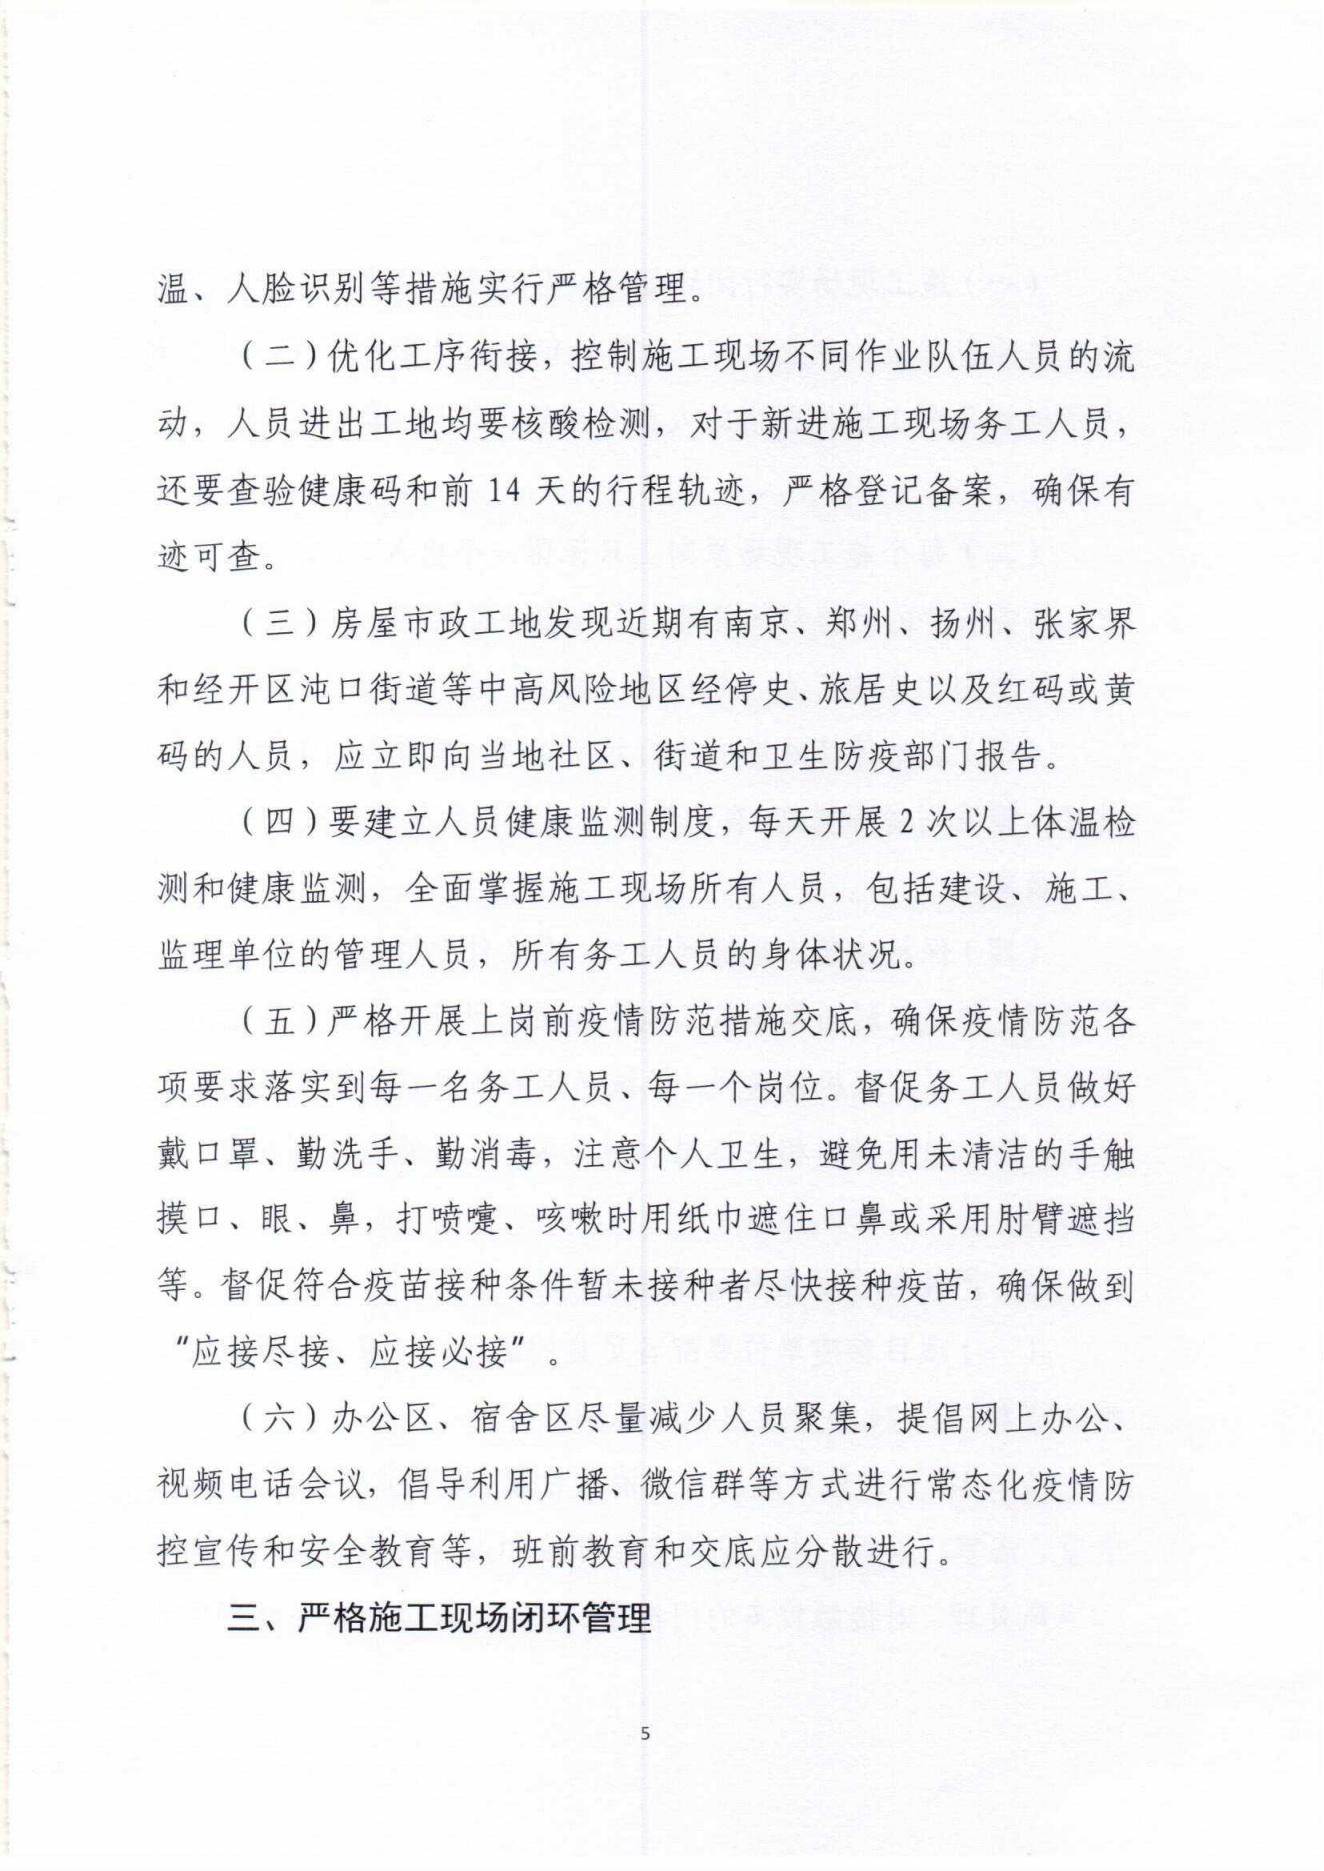 温、人脸识别等措施实行严格管理。
（二）优化工序衔接，控制施工现场不同作业队伍人员的流
动，人员进出工地均要核酸检测，对于新进施工现场务工人员，
还要查验健康码和前 14 天的行程轨迹，严格登记备案，确保有
迹可查。
（三）房屋市政工地发现近期有南京、郑州、扬州、张家界
和经开区沌口街道等中高风险地区经停史、旅居史以及红码或黄
码的人员，应立即向当地社区、街道和卫生防疫部门报告。
（四）要建立人员健康监测制度，每天开展 2 次以上体温检
测和健康监测，全面掌握施工现场所有人员，包括建设、施工、
监理单位的管理人员，所有务工人员的身体状况。
（五）严格开展上岗前疫情防范措施交底，确保疫情防范各
项要求落实到每一名务工人员、每一个岗位。督促务工人员做好
戴口罩、勤洗手、勤消毒，注意个人卫生，避免用未清洁的手触
摸口、眼、鼻，打喷嚏、咳嗽时用纸巾遮住口鼻或采用肘臂遮挡
等。督促符合疫苗接种条件暂未接种者尽快接种疫苗，确保做到
“应接尽接、应接必接”。
（六）办公区、宿舍区尽量减少人员聚集，提倡网上办公、
视频电话会议，倡导利用广播、微信群等方式进行常态化疫情防
控宣传和安全教育等，班前教育和交底应分散进行。
三、严格施工现场闭环管理
5